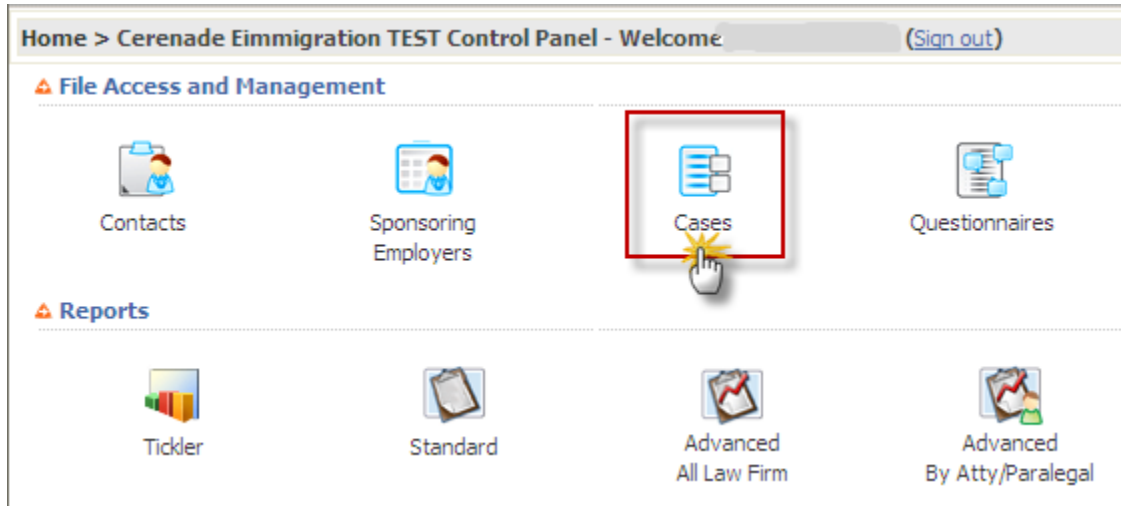 Home > Cerenade Eimmigration TEST Control Panel - Welcome (Sign out)
File Access and Management
Contacts
Sponsoring
Employers
Cases
Questionnaires
Reports
Tickler
Standard
Advanced
All Law Firm
Advanced
By Atty/Paralegal